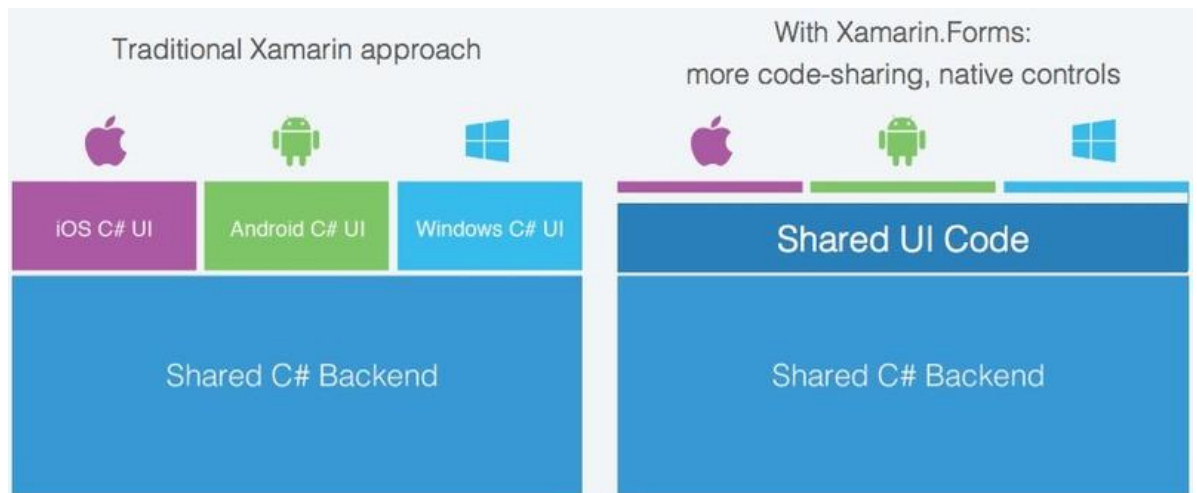 Traditional Xamarin approach
iOS C# UI
Android C# UI
Windows C# UI
Shared C# Backend
With Xamarin.Forms:
more code-sharing, native controls
Shared UI Code
Shared C# Backend